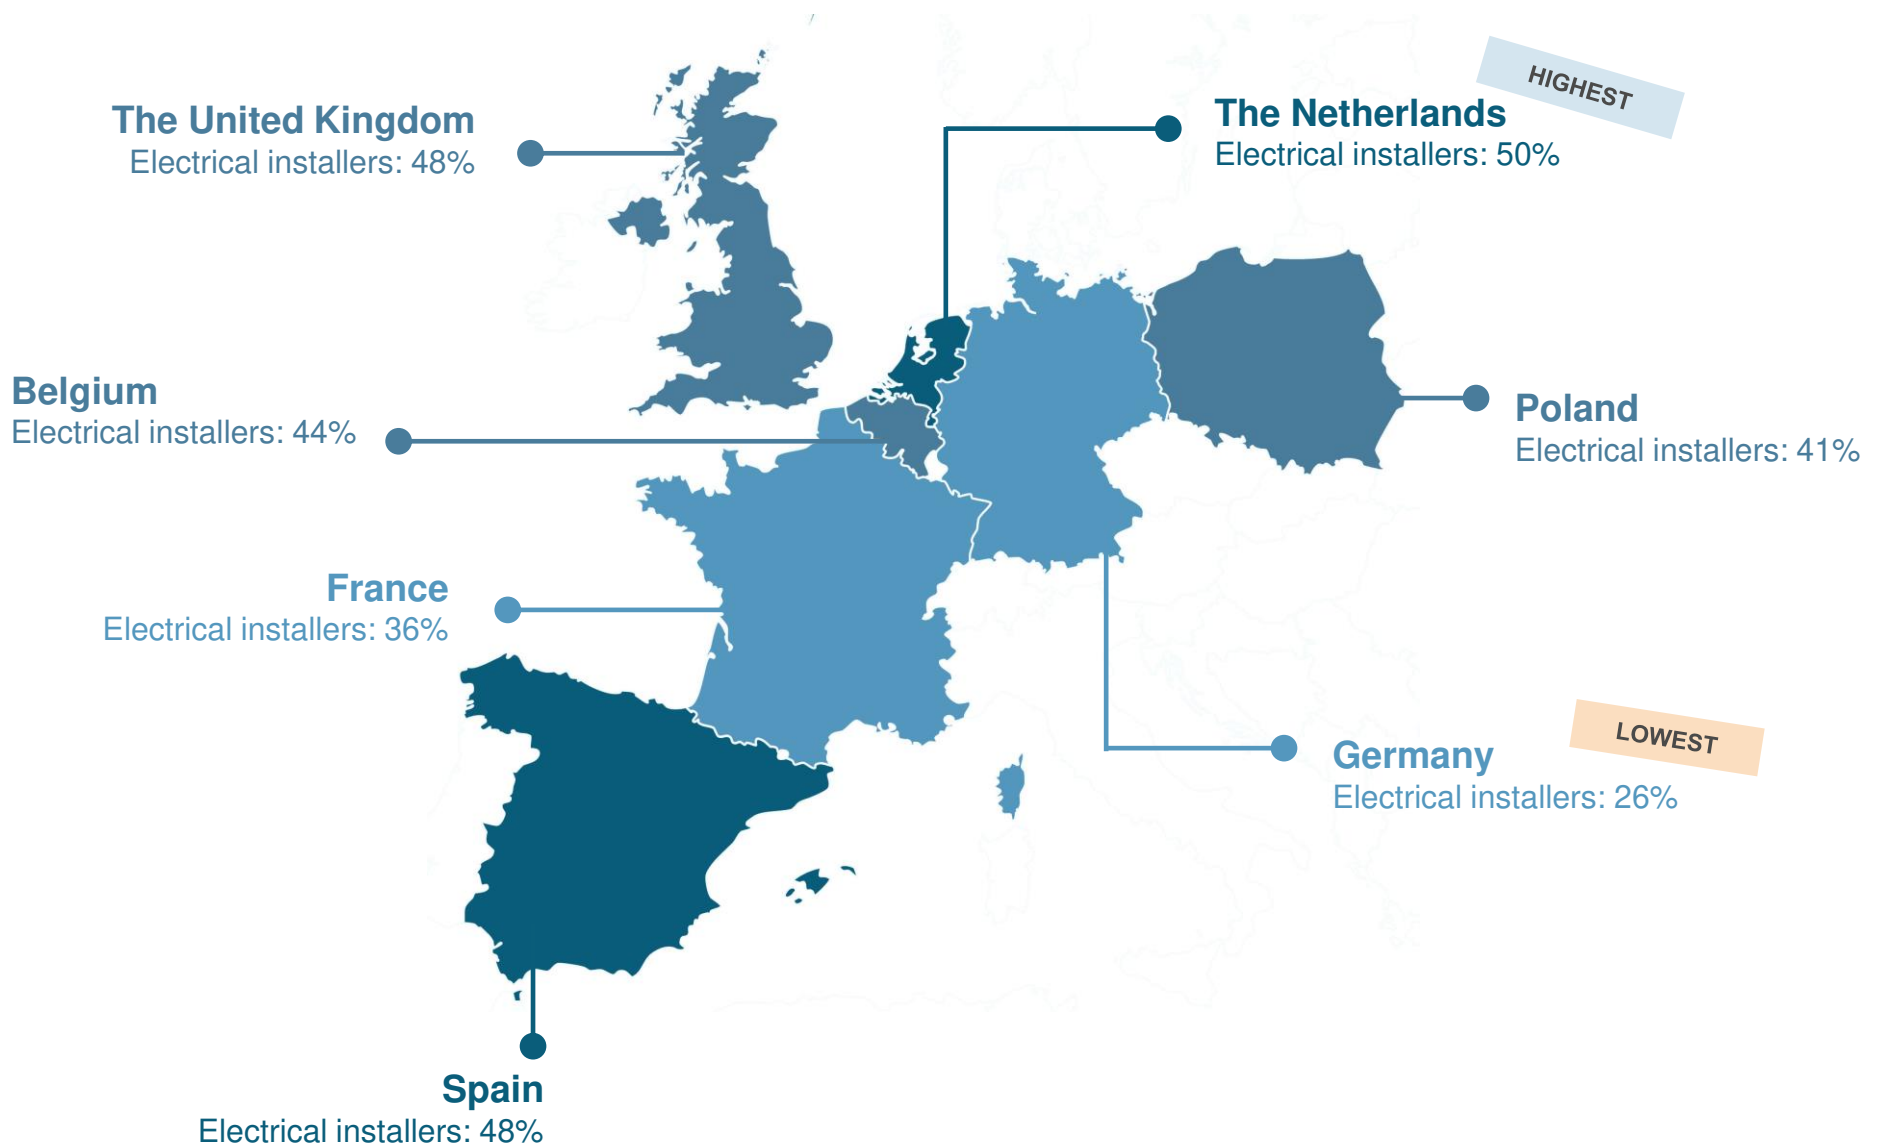 HIGHEST
The United Kingdom
Electrical installers: 48%
The Netherlands
Electrical installers: 50%
Belgium
Electrical installers: 44%
Poland
Electrical installers: 41%
France
Electrical installers: 36%
LOWEST
Germany
Electrical installers: 26%
Spain
Electrical installers: 48%